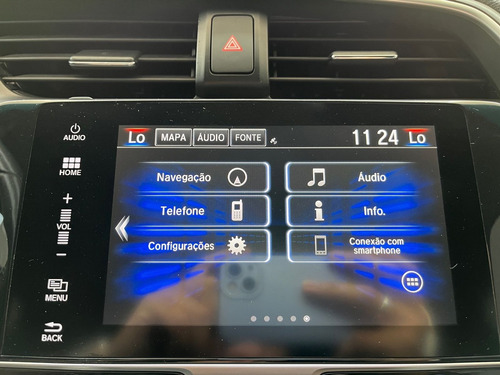 AUDIO
HOME
+
VOL
−
MENU
BACK
Lo MAPA ÁUDIO FONTE 11 24 Lo
Navegação Áudio
Telefone Info.
Configurações Conexão com
smartphone